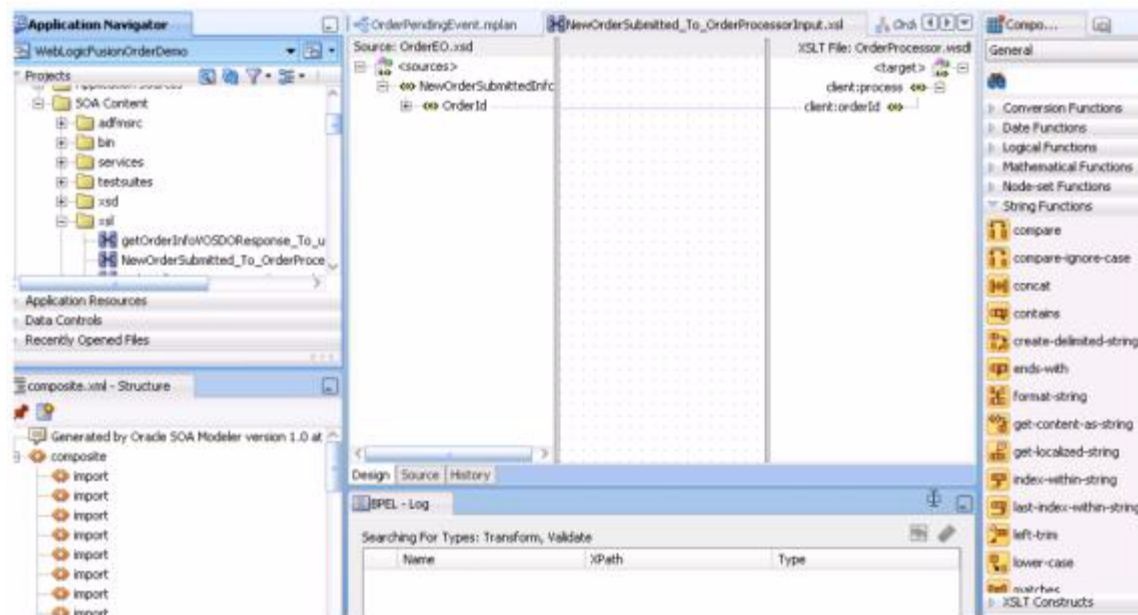 Application Navigator
WebLogicFusionOrderDemo
Projects
SOA Content
adfmsrc
bin
services
testsuites
xsd
xsl
getOrderInfoVOSDOResponse_To_u
NewOrderSubmitted_To_OrderProce
Application Resources
Data Controls
Recently Opened Files
composite.xml - Structure
Generated by Oracle SOA Modeler version 1.0 at
composite
import
import
import
import
import
import
import
import
OrderPendingEvent.mplan
NewOrderSubmitted_To_OrderProcessorInput.xsl
Ord
Source: OrderEO.xsd
XSLT File: OrderProcessor.wsdl
<sources>
<target>
NewOrderSubmittedInfo
client:process
OrderId
client:orderId
Design Source History
BPEL - Log
Searching For Types: Transform, Validate
Name XPath Type
Compo...
General
Conversion Functions
Date Functions
Logical Functions
Mathematical Functions
Node-set Functions
String Functions
compare
compare-ignore-case
concat
contains
create-delimited-string
ends-with
format-string
get-content-as-string
get-localized-string
index-within-string
last-index-within-string
left-trim
lower-case
matches
XSLT Constructs